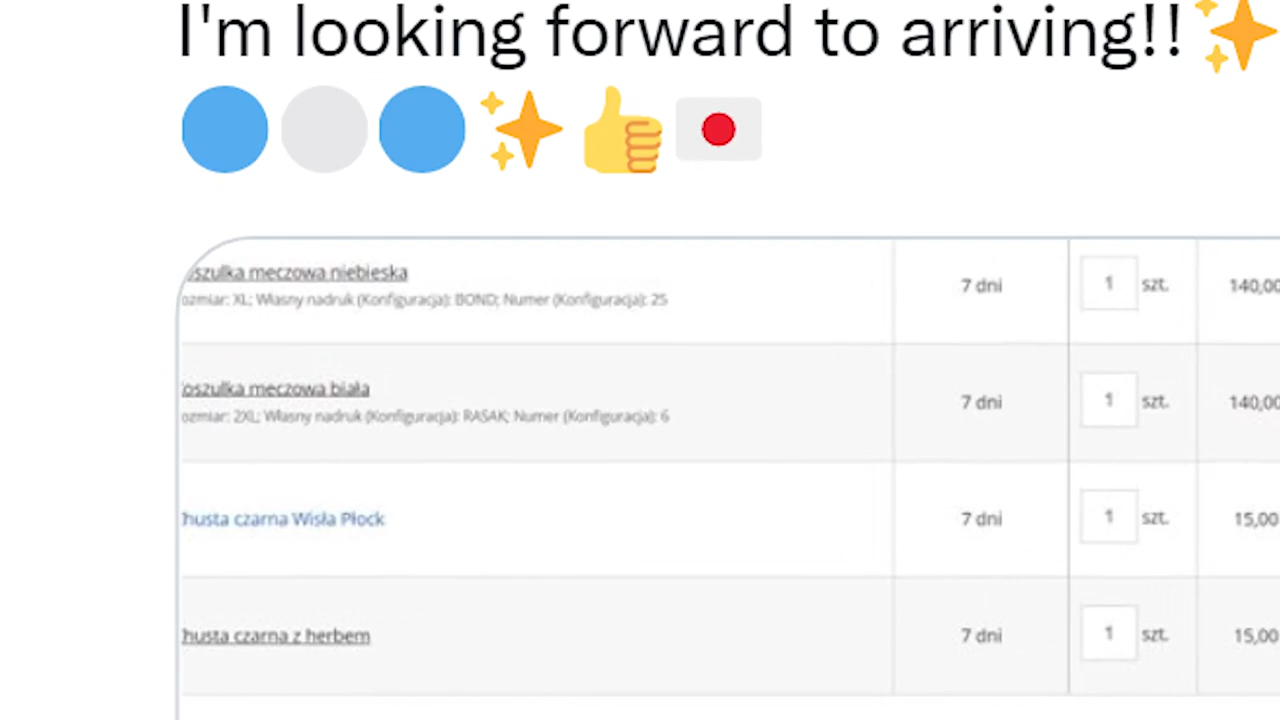 I'm looking forward to arriving!!✨
🔵⚪🔵✨👍🇯🇵
oszulka meczowa niebieska
ozmiar: XL; Własny nadruk (Konfiguracja): BOND; Numer (Konfiguracja): 25
7 dni
1 szt.
140,00
oszulka meczowa biała
ozmiar: 2XL; Własny nadruk (Konfiguracja): RASAK; Numer (Konfiguracja): 6
7 dni
1 szt.
140,00
husta czarna Wisła Płock
7 dni
1 szt.
15,00
husta czarna z herbem
7 dni
1 szt.
15,00